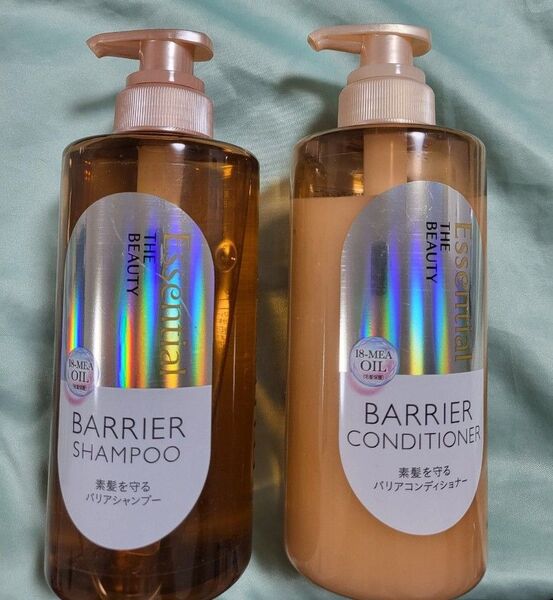 Essential
THE
BEAUTY
18-MEA
OIL
BARRIER
SHAMPOO
素髪を守る
バリアシャンプー
Essential
THE
BEAUTY
18-MEA
OIL
BARRIER
CONDITIONER
素髪を守る
バリアコンディショナー